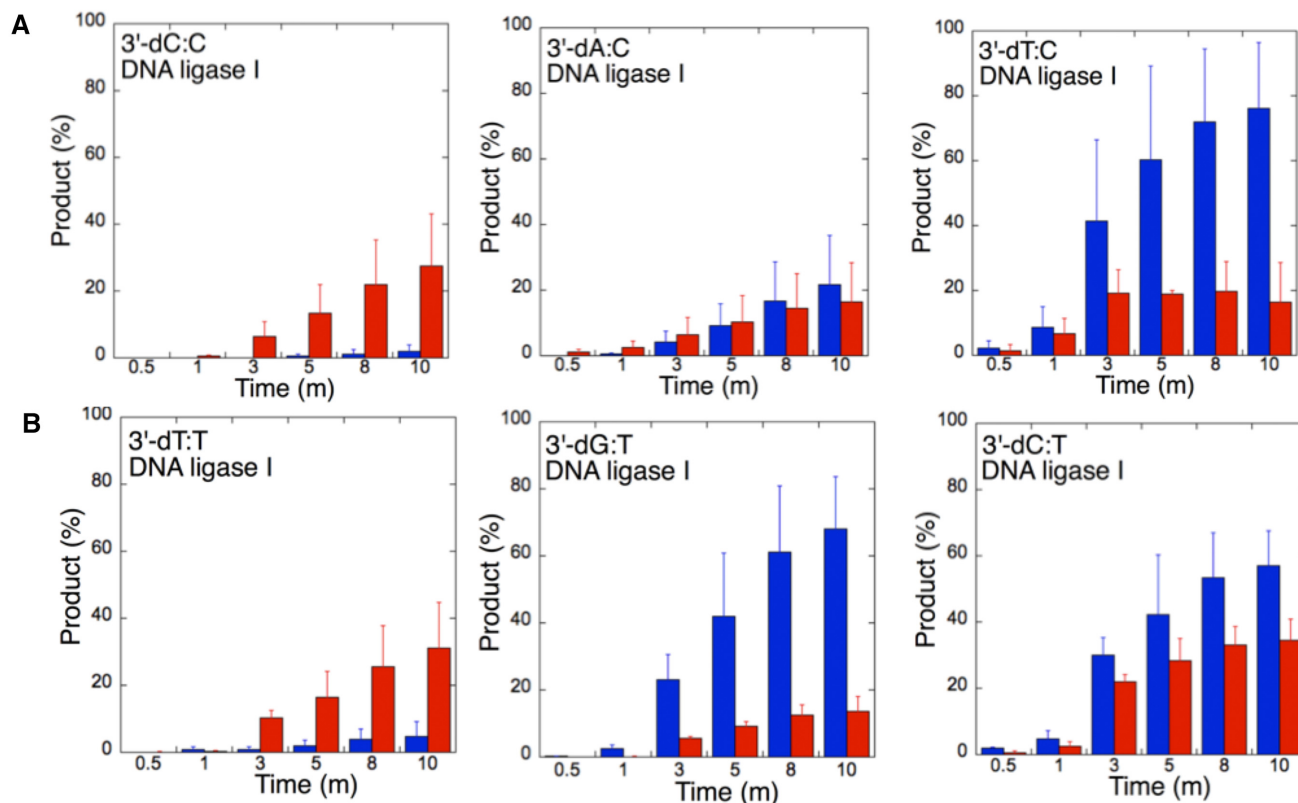 A
3'-dC:C
DNA ligase I
Product (%)
100
80
60
40
20
0
0.5 1 3 5 8 10
Time (m)
3'-dA:C
DNA ligase I
Product (%)
100
80
60
40
20
0
0.5 1 3 5 8 10
Time (m)
3'-dT:C
DNA ligase I
Product (%)
100
80
60
40
20
0
0.5 1 3 5 8 10
Time (m)
B
3'-dT:T
DNA ligase I
Product (%)
100
80
60
40
20
0
0.5 1 3 5 8 10
Time (m)
3'-dG:T
DNA ligase I
Product (%)
100
80
60
40
20
0
0.5 1 3 5 8 10
Time (m)
3'-dC:T
DNA ligase I
Product (%)
100
80
60
40
20
0
0.5 1 3 5 8 10
Time (m)